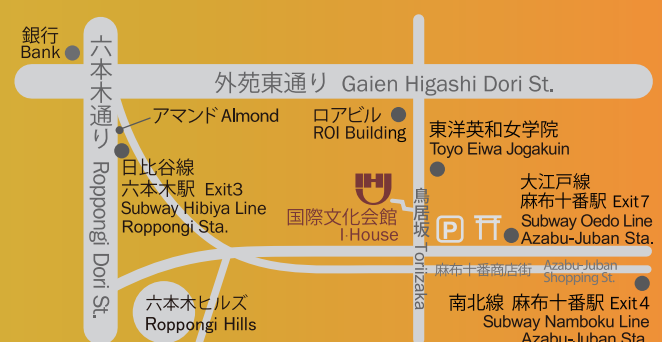 銀行
Bank
六本木通り Roppongi Dori St.
外苑東通り Gaien Higashi Dori St.
アマンド Almond
ロアビル
ROI Building
東洋英和女学院
Toyo Eiwa Jogakuin
日比谷線
六本木駅 Exit3
Subway Hibiya Line
Roppongi Sta.
IHJ
国際文化会館
I-House
鳥居坂 Toriizaka
P
大江戸線
麻布十番駅 Exit7
Subway Oedo Line
Azabu-Juban Sta.
麻布十番商店街
Azabu-Juban
Shopping St.
六本木ヒルズ
Roppongi Hills
南北線 麻布十番駅 Exit4
Subway Namboku Line
Azabu-Juban Sta.